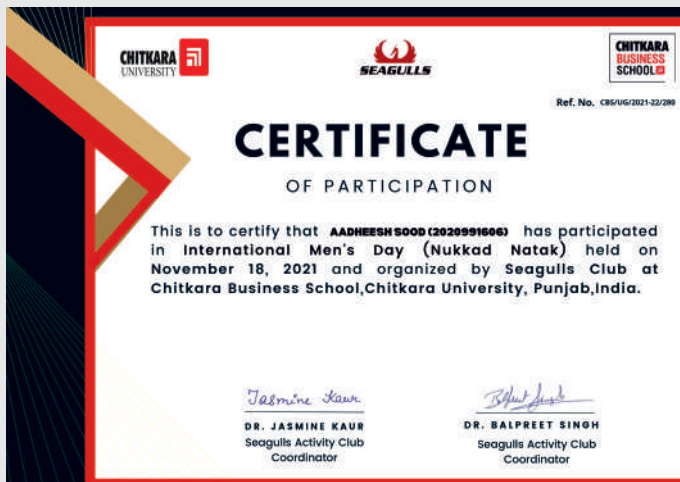 CHITKARA
UNIVERSITY
SEAGULLS
CHITKARA
BUSINESS
SCHOOL
Ref. No. CBS/UG/2021-22/280
CERTIFICATE
OF PARTICIPATION
This is to certify that AADHEESH SOOD (2020991606) has participated
in International Men's Day (Nukkad Natak) held on
November 18, 2021 and organized by Seagulls Club at
Chitkara Business School,Chitkara University, Punjab,India.
Jasmine Kaur
Balpreet Singh
DR. JASMINE KAUR
DR. BALPREET SINGH
Seagulls Activity Club
Coordinator
Seagulls Activity Club
Coordinator